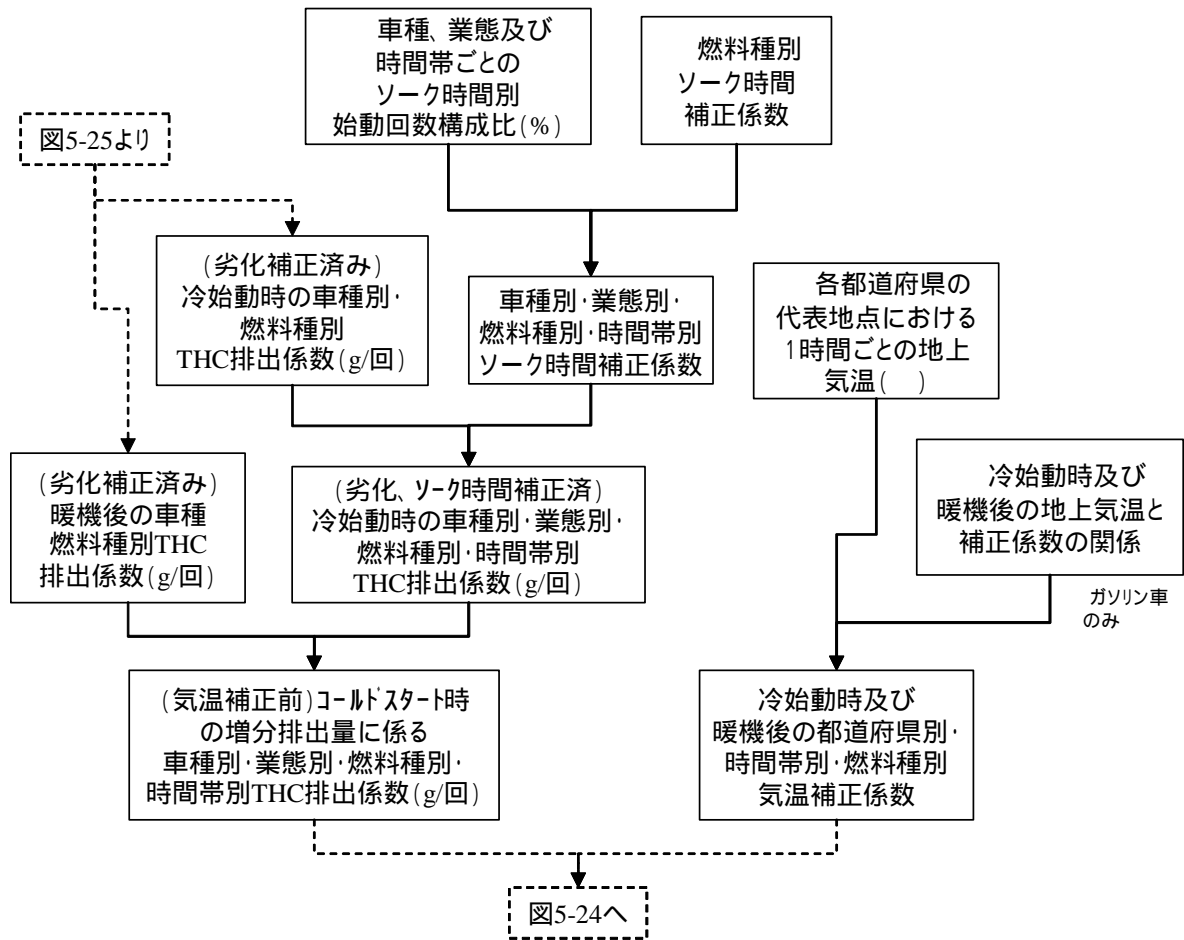 車種、業態及び
時間帯ごとの
ソーク時間別
始動回数構成比(%)
燃料種別
ソーク時間
補正係数
図5-25より
(劣化補正済み)
冷始動時の車種別･
燃料種別
THC排出係数(g/回)
車種別･業態別･
燃料種別･時間帯別
ソーク時間補正係数
各都道府県の
代表地点における
1時間ごとの地上
気温( )
(劣化補正済み)
暖機後の車種
燃料種別THC
排出係数(g/回)
(劣化、ソーク時間補正済)
冷始動時の車種別･業態別･
燃料種別･時間帯別
THC排出係数(g/回)
冷始動時及び
暖機後の地上気温と
補正係数の関係
ガソリン車
のみ
(気温補正前)コールドスタート時
の増分排出量に係る
車種別･業態別･燃料種別･
時間帯別THC排出係数(g/回)
冷始動時及び
暖機後の都道府県別･
時間帯別･燃料種別
気温補正係数
図5-24へ